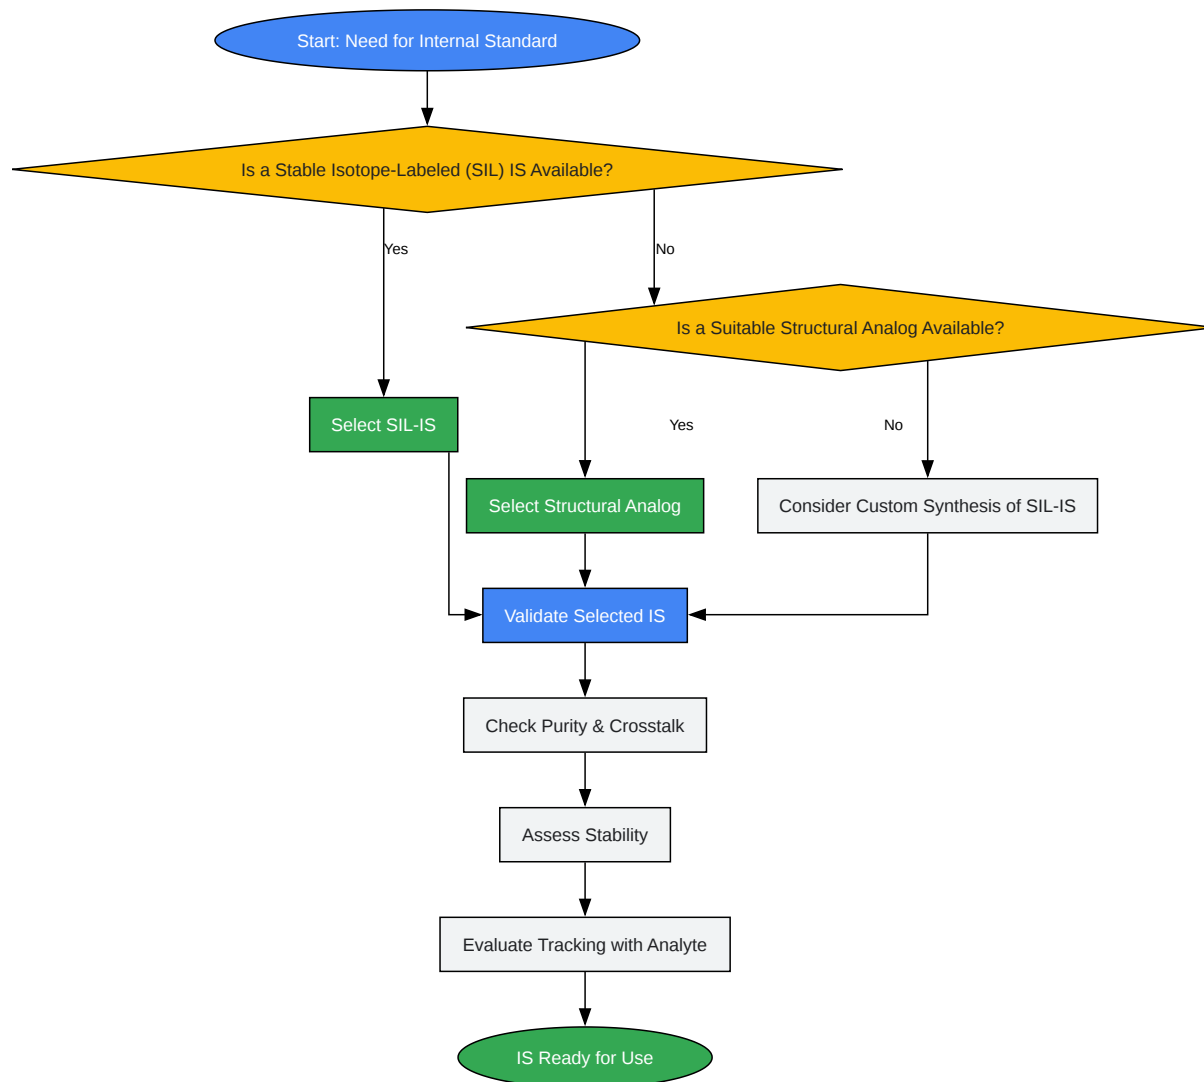 Start: Need for Internal Standard
Is a Stable Isotope-Labeled (SIL) IS Available?
Yes
No
Is a Suitable Structural Analog Available?
Select SIL-IS
Yes
No
Select Structural Analog
Consider Custom Synthesis of SIL-IS
Validate Selected IS
Check Purity & Crosstalk
Assess Stability
Evaluate Tracking with Analyte
IS Ready for Use